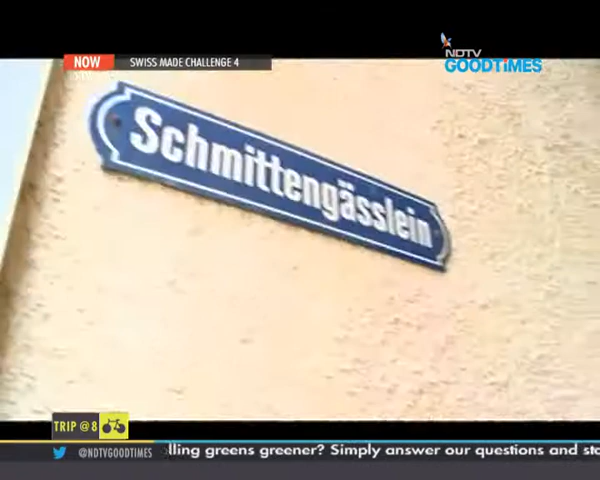 NDTV
GOODTiMES
NOW
SWISS MADE CHALLENGE 4
Schmittengässlein
TRIP @ 8
@NDTVGOODTIMES
lling greens greener? Simply answer our questions and sta